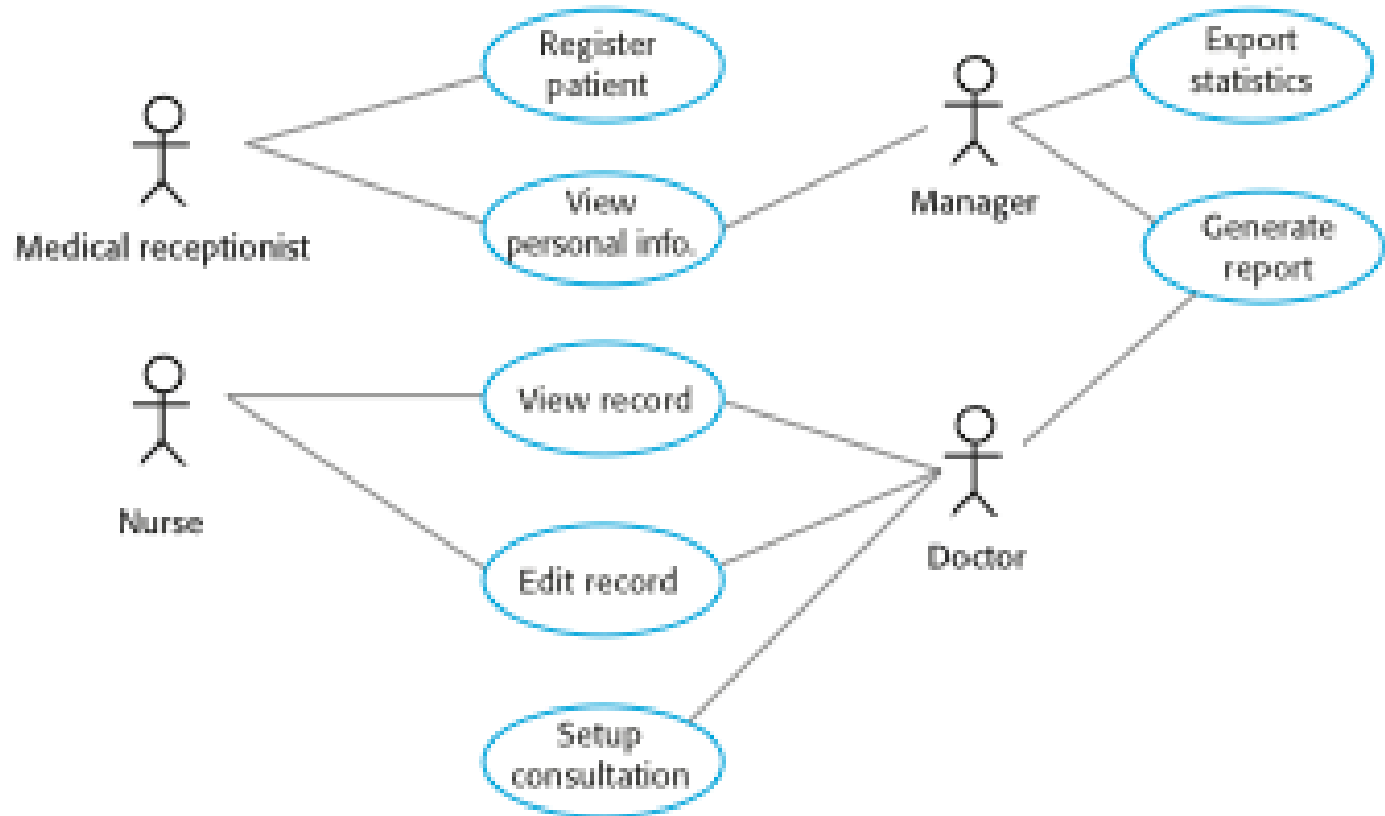 Register
patient
Export
statistics
Medical receptionist
View
personal info.
Manager
Generate
report
Nurse
View record
Edit record
Doctor
Setup
consultation